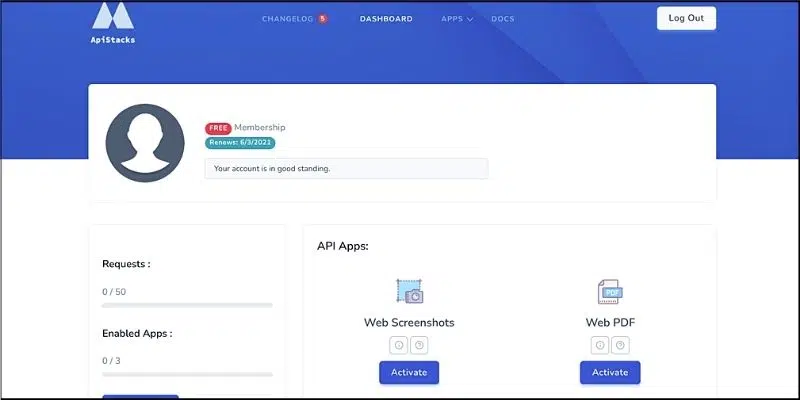 ApiStacks
CHANGELOG 5 DASHBOARD APPS DOCS Log Out
FREE Membership
Renews: 6/3/2021
Your account is in good standing.
Requests :
0 / 50
Enabled Apps :
0 / 3
API Apps:
PDF
Web Screenshots Web PDF
Activate Activate